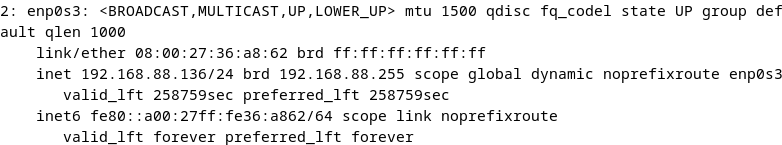 2: enp0s3: <BROADCAST,MULTICAST,UP,LOWER_UP> mtu 1500 qdisc fq_codel state UP group def
ault qlen 1000
    link/ether 08:00:27:36:a8:62 brd ff:ff:ff:ff:ff:ff
    inet 192.168.88.136/24 brd 192.168.88.255 scope global dynamic noprefixroute enp0s3
       valid_lft 258759sec preferred_lft 258759sec
    inet6 fe80::a00:27ff:fe36:a862/64 scope link noprefixroute
       valid_lft forever preferred_lft forever